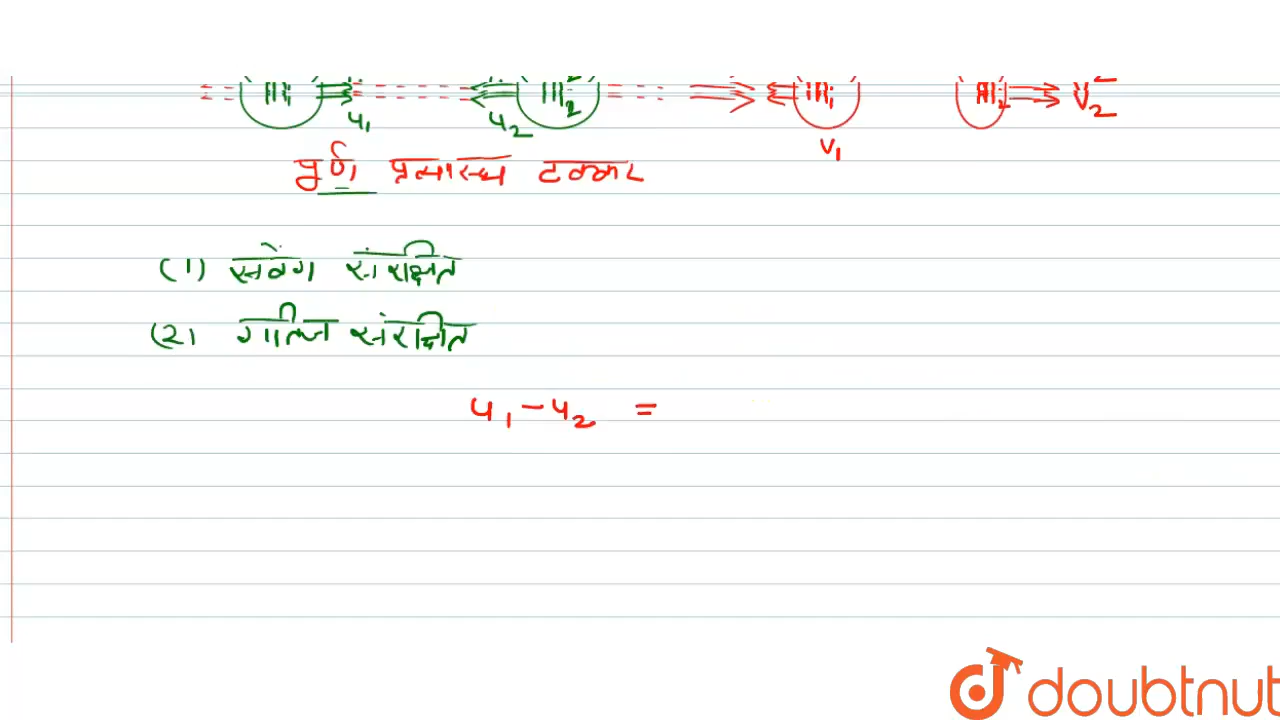 m₁ u₁ u₂ m₂ m₁ v₁ m₂ v₂
पूर्ण प्रत्यास्थ टक्कर
(1) संवेग संरक्षित
(2) गतिज संरक्षित
u₁ - u₂ =
doubtnut